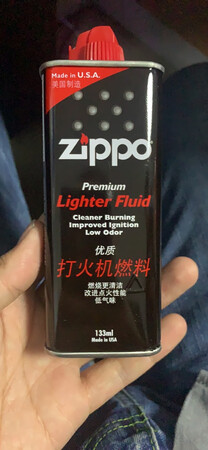 Made in U.S.A.
美国制造
zippo
Premium
Lighter Fluid
Cleaner Burning
Improved Ignition
Low Odor
优质
打火机燃料
燃烧更清洁
改进点火性能
低气味
133ml
Made in USA